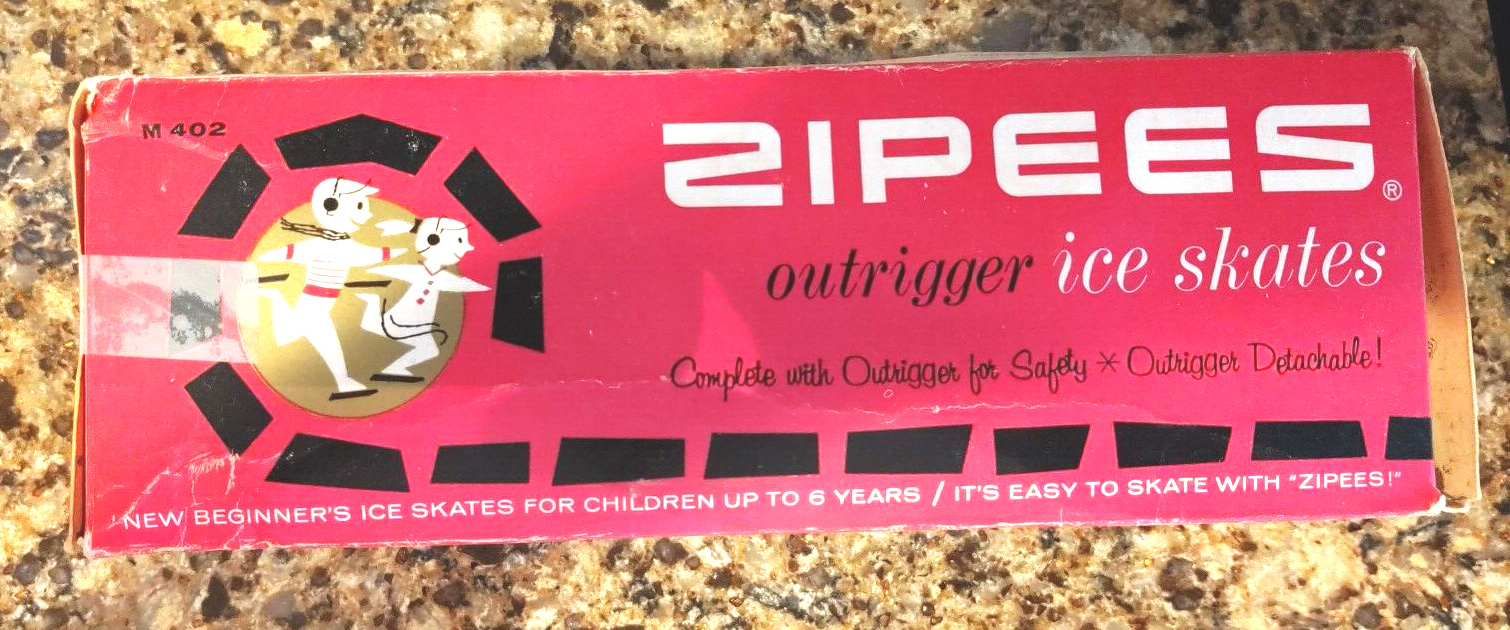 M 402
ZIPEES®
outrigger ice skates
Complete with Outrigger for Safety * Outrigger Detachable!
NEW BEGINNER'S ICE SKATES FOR CHILDREN UP TO 6 YEARS / IT'S EASY TO SKATE WITH "ZIPEES!"